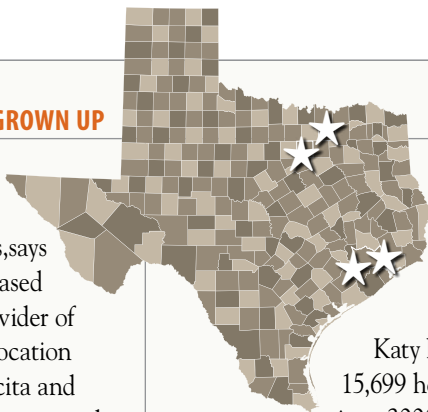 GROWN UP
s,says
ased
vider of
ocation
cita and
Katy
15,699 h